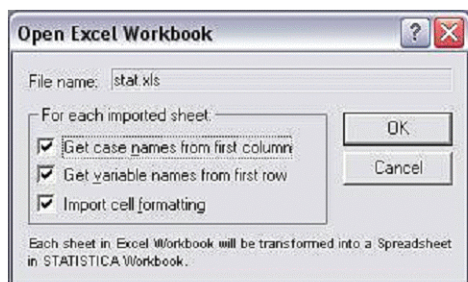 Open Excel Workbook
File name: stat.xls
For each imported sheet:
Get case names from first column
Get variable names from first row
Import cell formatting
OK
Cancel
Each sheet in Excel Workbook will be transformed into a Spreadsheet
in STATISTICA Workbook.